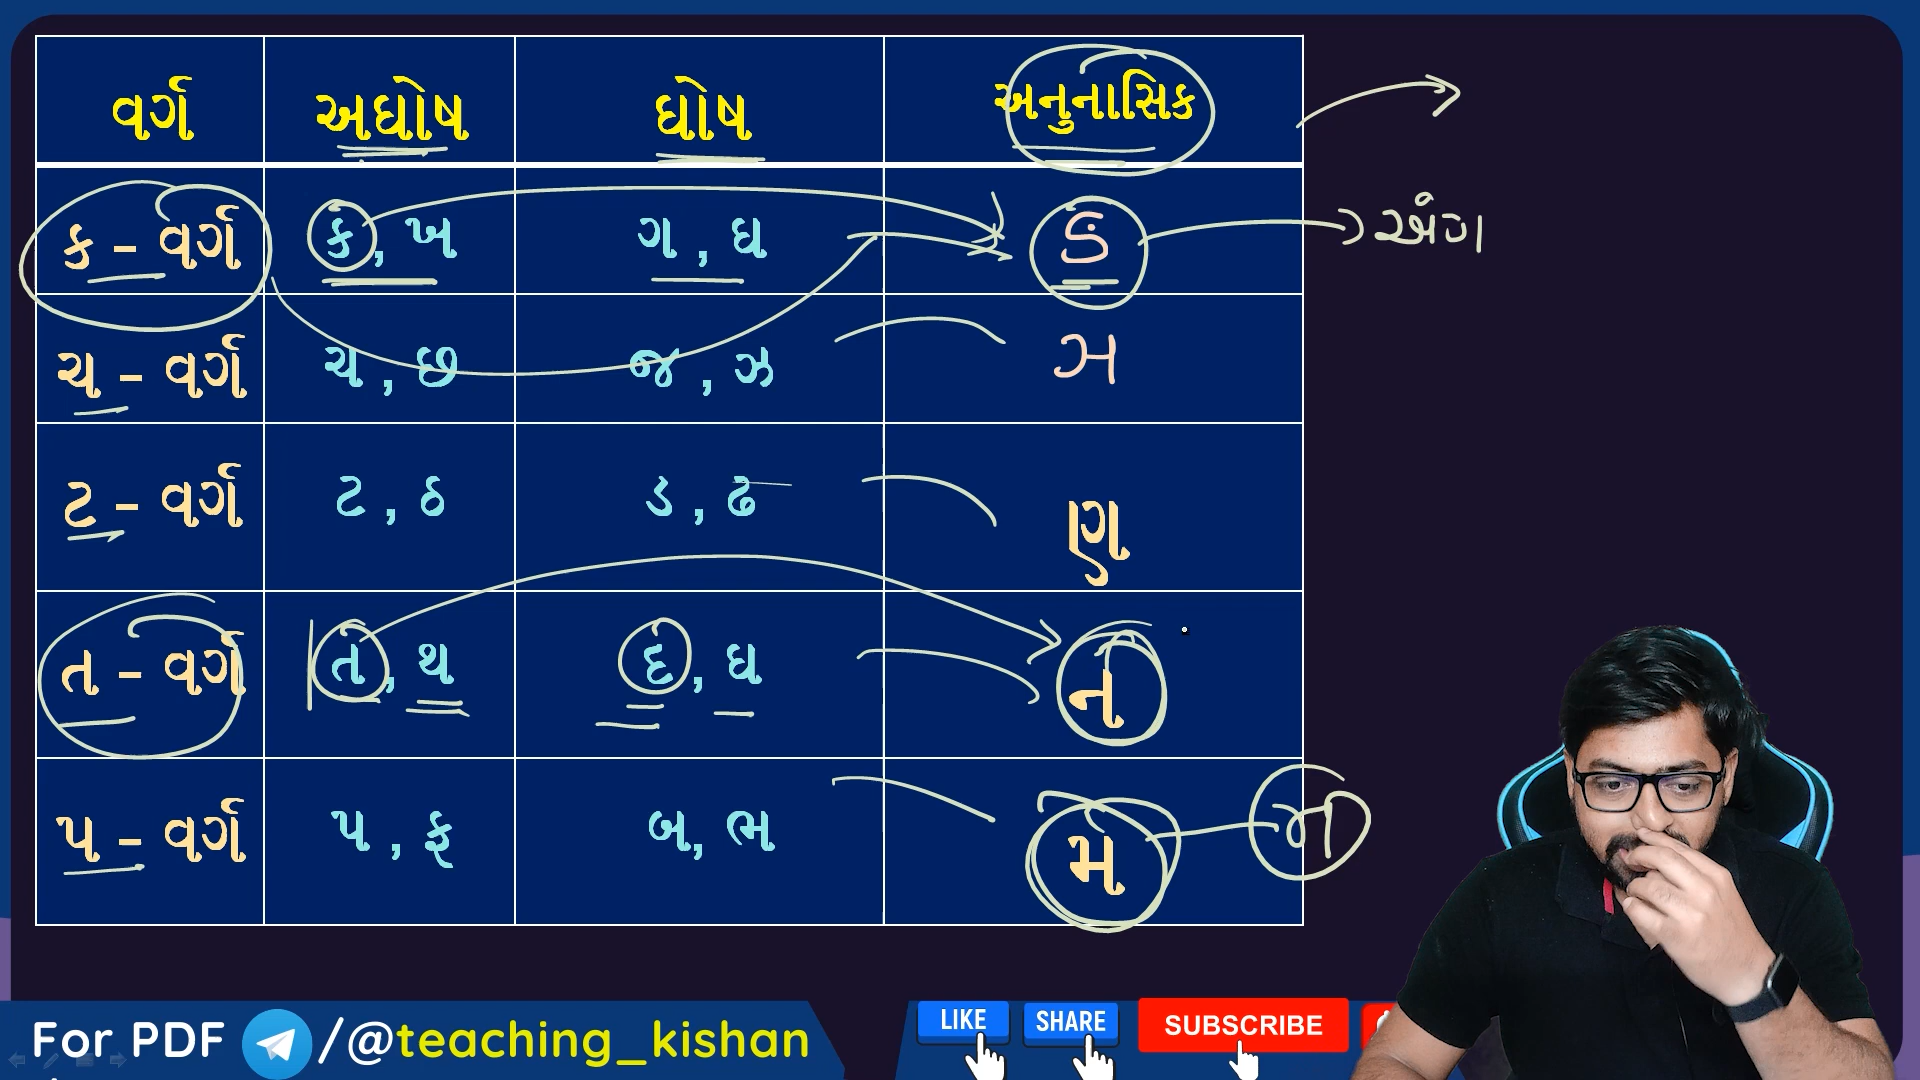 વર્ગ અઘોષ ઘોષ અનુનાસિક
ક - વર્ગ ક , ખ ગ , ઘ ઙ અંગ
ચ - વર્ગ ચ , છ જ , ઝ ઞ
ટ - વર્ગ ટ , ઠ ડ , ઢ ણ
ત - વર્ગ ત , થ દ , ધ ન
પ - વર્ગ પ , ફ બ, ભ મ
For PDF /@teaching_kishan LIKE SHARE SUBSCRIBE